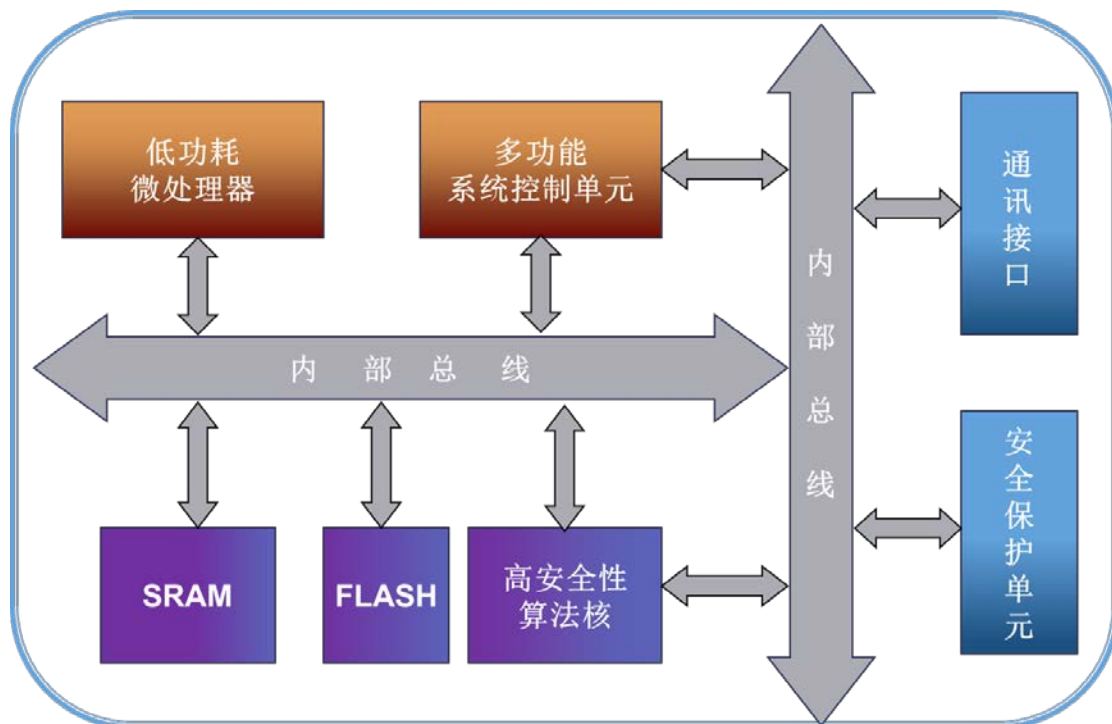 低功耗
微处理器
多功能
系统控制单元
通讯接口
内部总线
内部总线
SRAM
FLASH
高安全性
算法核
安全保护单元